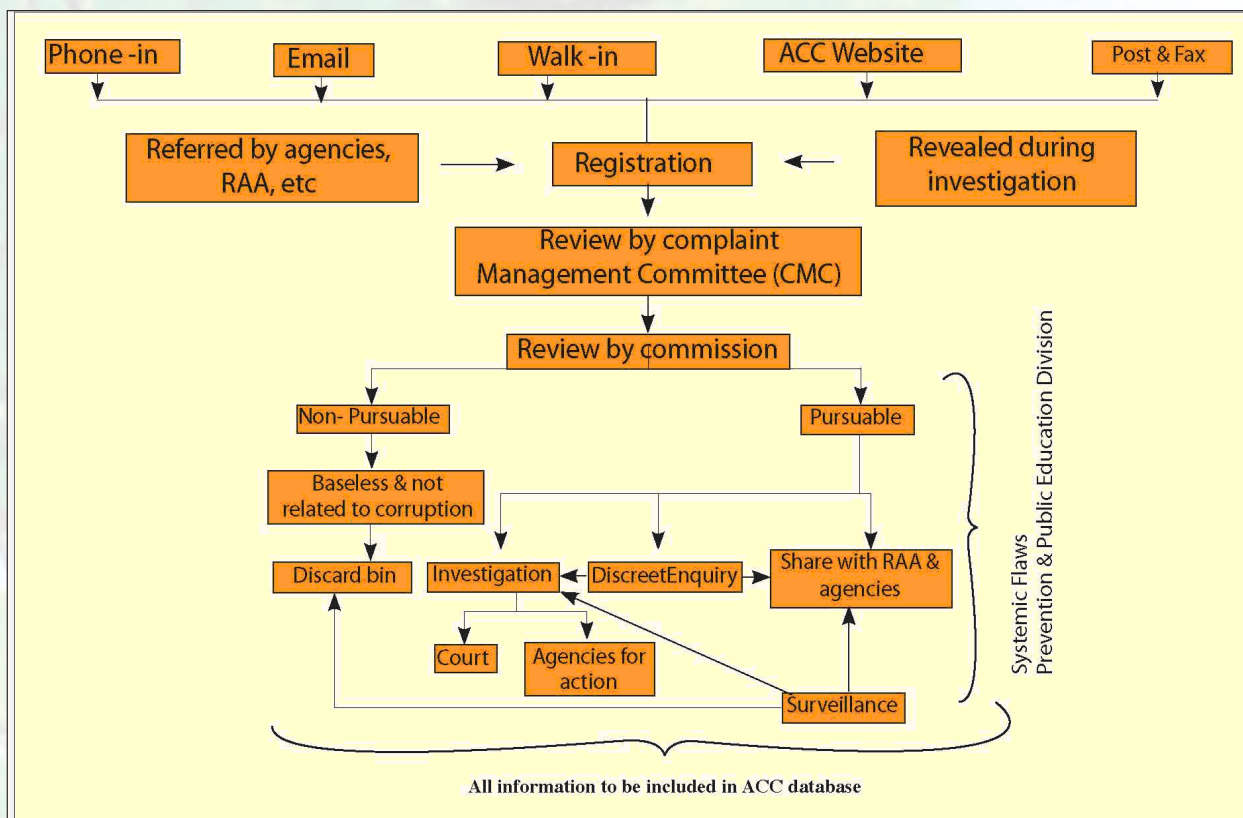 Phone -in
Email
Walk -in
ACC Website
Post & Fax
Referred by agencies,
RAA, etc
Registration
Revealed during
investigation
Review by complaint
Management Committee (CMC)
Review by commission
Non- Pursuable
Pursuable
Baseless & not
related to corruption
Discard bin
Investigation
DiscreetEnquiry
Share with RAA &
agencies
Court
Agencies for
action
Surveillance
Systemic Flaws
Prevention & Public Education Division
All information to be included in ACC database